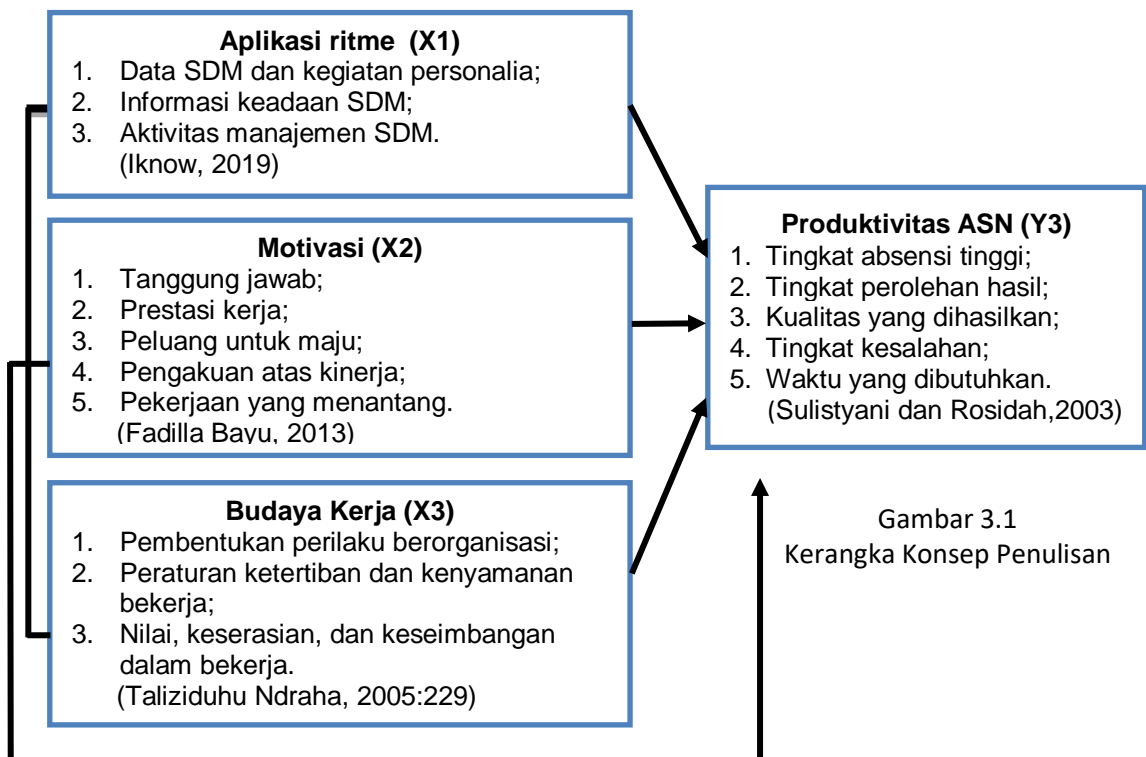 Aplikasi ritme (X1)
1. Data SDM dan kegiatan personalia;
2. Informasi keadaan SDM;
3. Aktivitas manajemen SDM.
(Iknow, 2019)
Motivasi (X2)
1. Tanggung jawab;
2. Prestasi kerja;
3. Peluang untuk maju;
4. Pengakuan atas kinerja;
5. Pekerjaan yang menantang.
(Fadilla Bayu, 2013)
Budaya Kerja (X3)
1. Pembentukan perilaku berorganisasi;
2. Peraturan ketertiban dan kenyamanan
bekerja;
3. Nilai, keserasian, dan keseimbangan
dalam bekerja.
(Taliziduhu Ndraha, 2005:229)
Produktivitas ASN (Y3)
1. Tingkat absensi tinggi;
2. Tingkat perolehan hasil;
3. Kualitas yang dihasilkan;
4. Tingkat kesalahan;
5. Waktu yang dibutuhkan.
(Sulistyani dan Rosidah,2003)
Gambar 3.1
Kerangka Konsep Penulisan